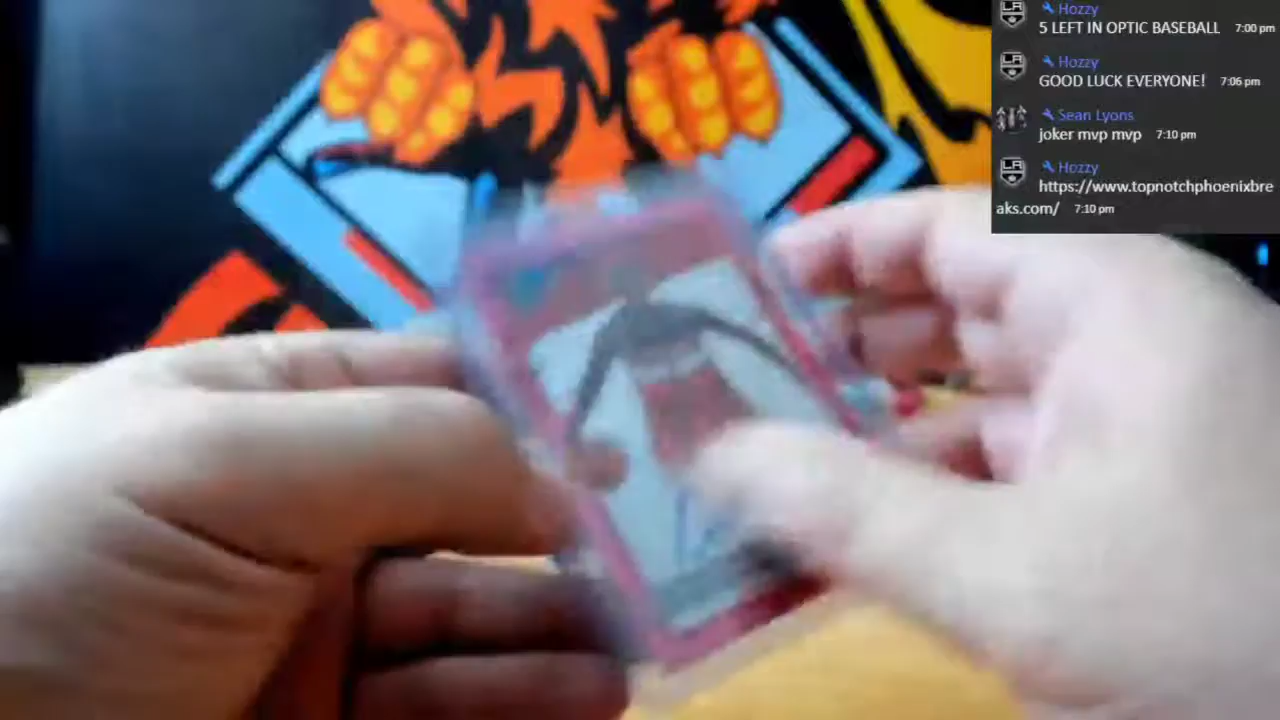 Hozzy
5 LEFT IN OPTIC BASEBALL 7:00 pm
Hozzy
GOOD LUCK EVERYONE! 7:06 pm
Sean Lyons
joker mvp mvp 7:10 pm
Hozzy
https://www.topnotchphoenixbre
aks.com/ 7:10 pm